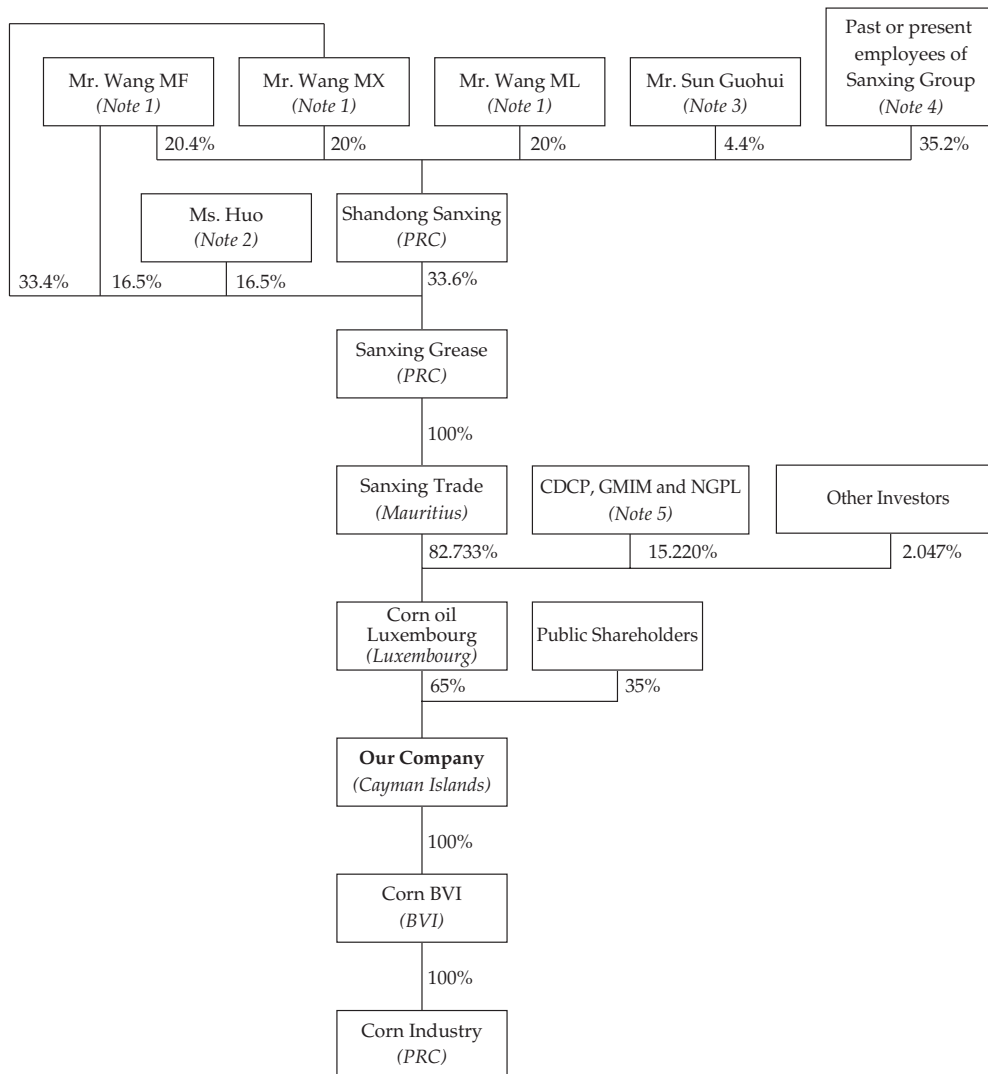 Past or present
employees of
Sanxing Group
(Note 4)
Mr. Wang MF
(Note 1)
Mr. Wang MX
(Note 1)
Mr. Wang ML
(Note 1)
Mr. Sun Guohui
(Note 3)
20.4%
20%
20%
4.4%
35.2%
Ms. Huo
(Note 2)
Shandong Sanxing
(PRC)
33.4%
16.5%
16.5%
33.6%
Sanxing Grease
(PRC)
100%
Sanxing Trade
(Mauritius)
CDCP, GMIM and NGPL
(Note 5)
Other Investors
82.733%
15.220%
2.047%
Corn oil
Luxembourg
(Luxembourg)
Public Shareholders
65%
35%
Our Company
(Cayman Islands)
100%
Corn BVI
(BVI)
100%
Corn Industry
(PRC)